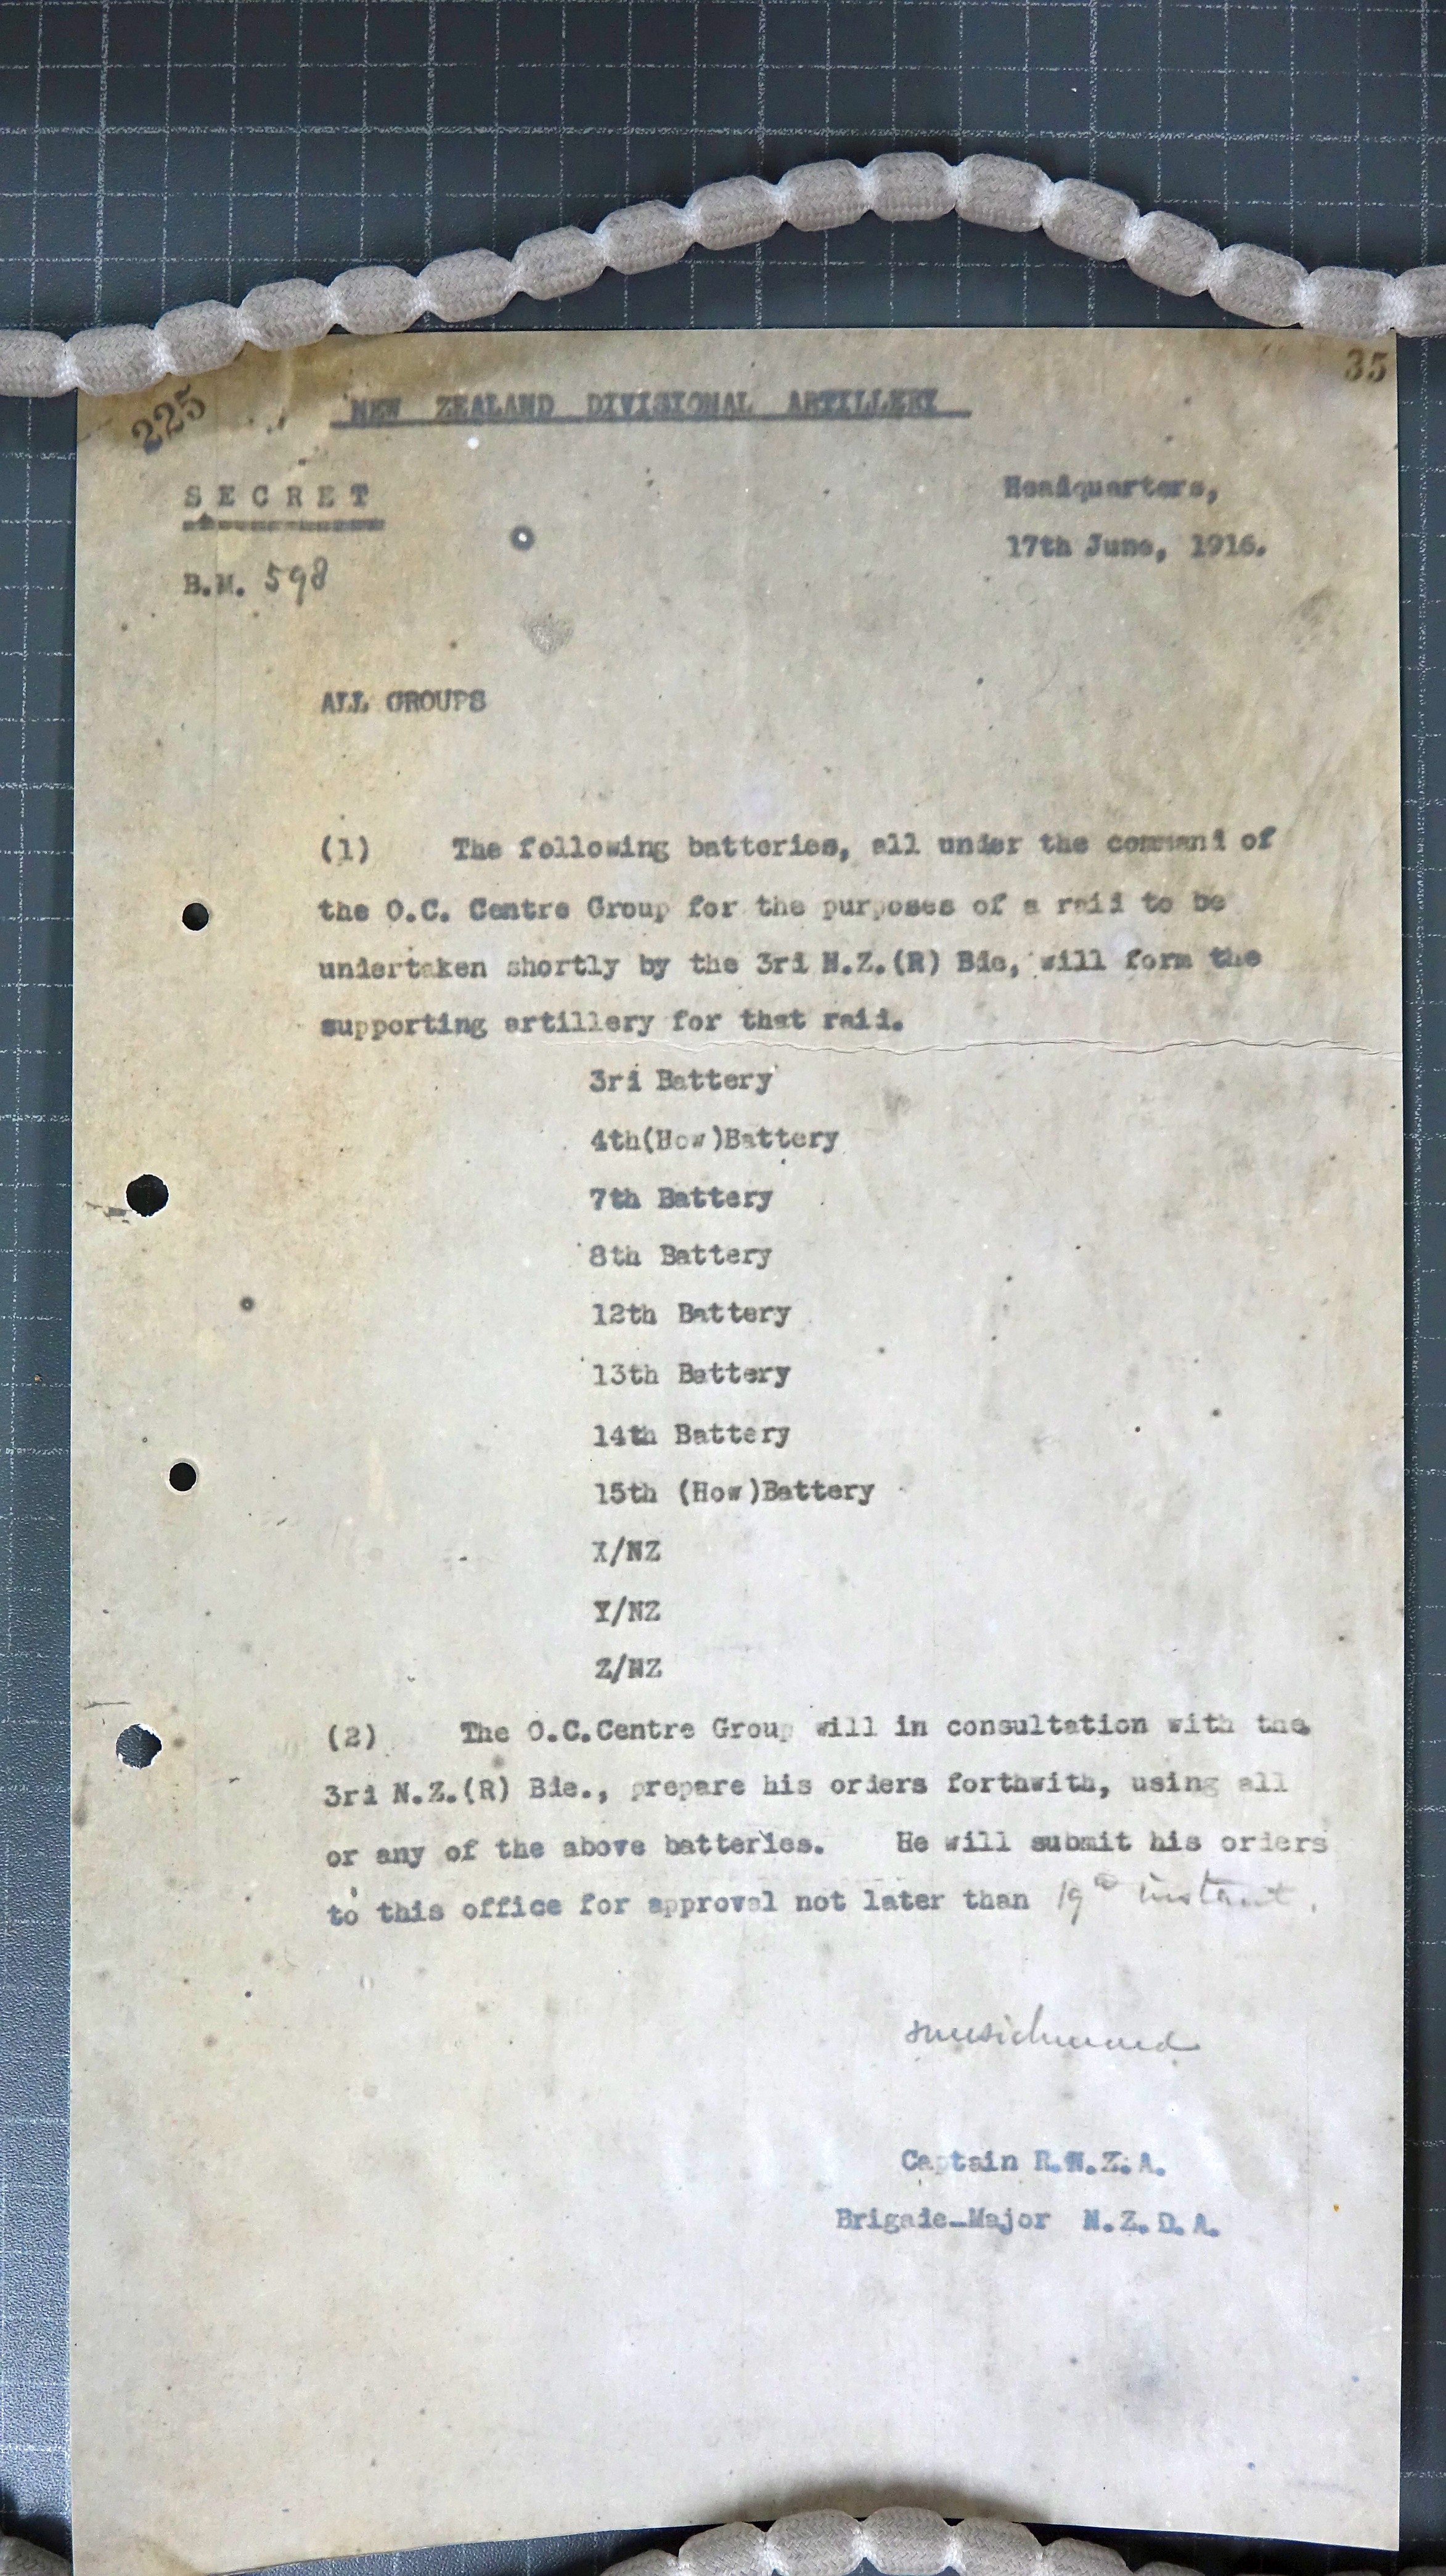 225
35
NEW ZEALAND DIVISIONAL ARTILLERY
SECRET
Headquarters,
17th June, 1916.
B.M. 598
ALL GROUPS
(1) The following batteries, all under the command of
the O.C. Centre Group for the purposes of a raid to be
undertaken shortly by the 3rd N.Z.(R) Bde, will form the
supporting artillery for that raid.
3rd Battery
4th(How)Battery
7th Battery
8th Battery
12th Battery
13th Battery
14th Battery
15th (How)Battery
X/NZ
Y/NZ
Z/NZ
(2) The O.C.Centre Group will in consultation with the
3rd N.Z.(R) Bde., prepare his orders forthwith, using all
or any of the above batteries. He will submit his orders
to this office for approval not later than 19th instant.
Captain R.N.Z.A.
Brigade-Major N.Z.D.A.